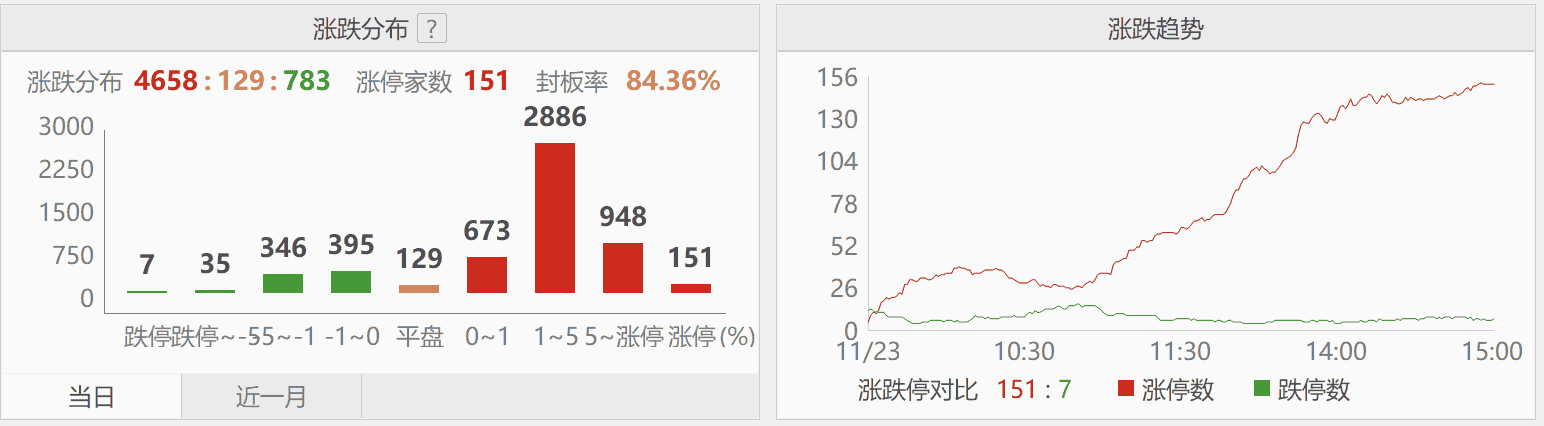 涨跌分布 ?
涨跌分布 4658 : 129 : 783 涨停家数 151 封板率 84.36%
3000
2250
1500
750
0
7 35 346 395 129 673 2886 948 151
跌停 跌停~-5 5~-1 -1~0 平盘 0~1 1~5 5~涨停 涨停 (%)
当日 近一月
涨跌趋势
156
130
104
78
52
26
0
11/23 10:30 11:30 14:00 15:00
涨跌停对比 151 : 7 涨停数 跌停数